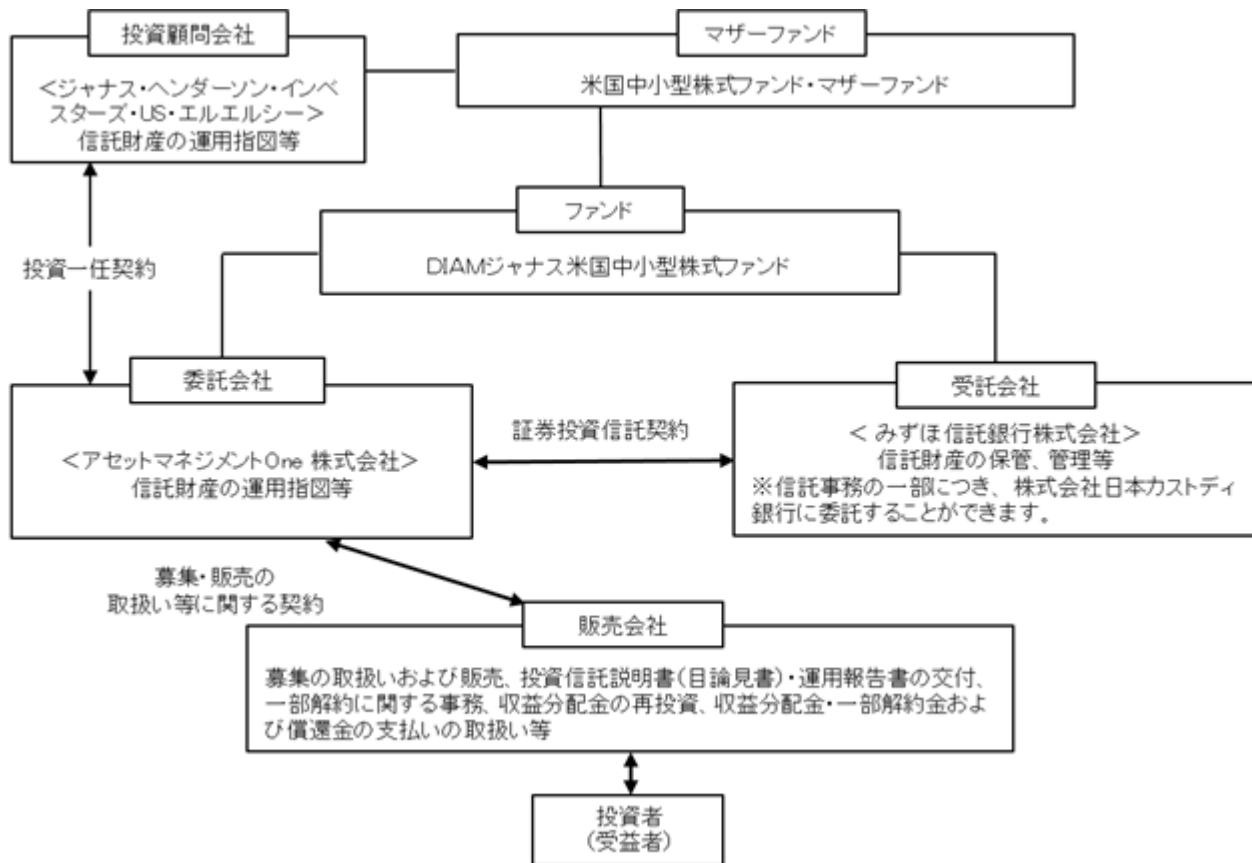 投資顧問会社
<ジャナス・ヘンダーソン・インベ
スターズ・US・エルエルシー>
信託財産の運用指図等
マザーファンド
米国中小型株式ファンド・マザーファンド
ファンド
DIAMジャナス米国中小型株式ファンド
投資一任契約
委託会社
<アセットマネジメントOne 株式会社>
信託財産の運用指図等
証券投資信託契約
受託会社
< みずほ信託銀行株式会社>
信託財産の保管、管理等
※信託事務の一部につき、株式会社日本カストディ
銀行に委託することができます。
募集・販売の
取扱い等に関する契約
販売会社
募集の取扱いおよび販売、投資信託説明書(目論見書)・運用報告書の交付、
一部解約に関する事務、収益分配金の再投資、収益分配金・一部解約金およ
び償還金の支払いの取扱い等
投資者
(受益者)